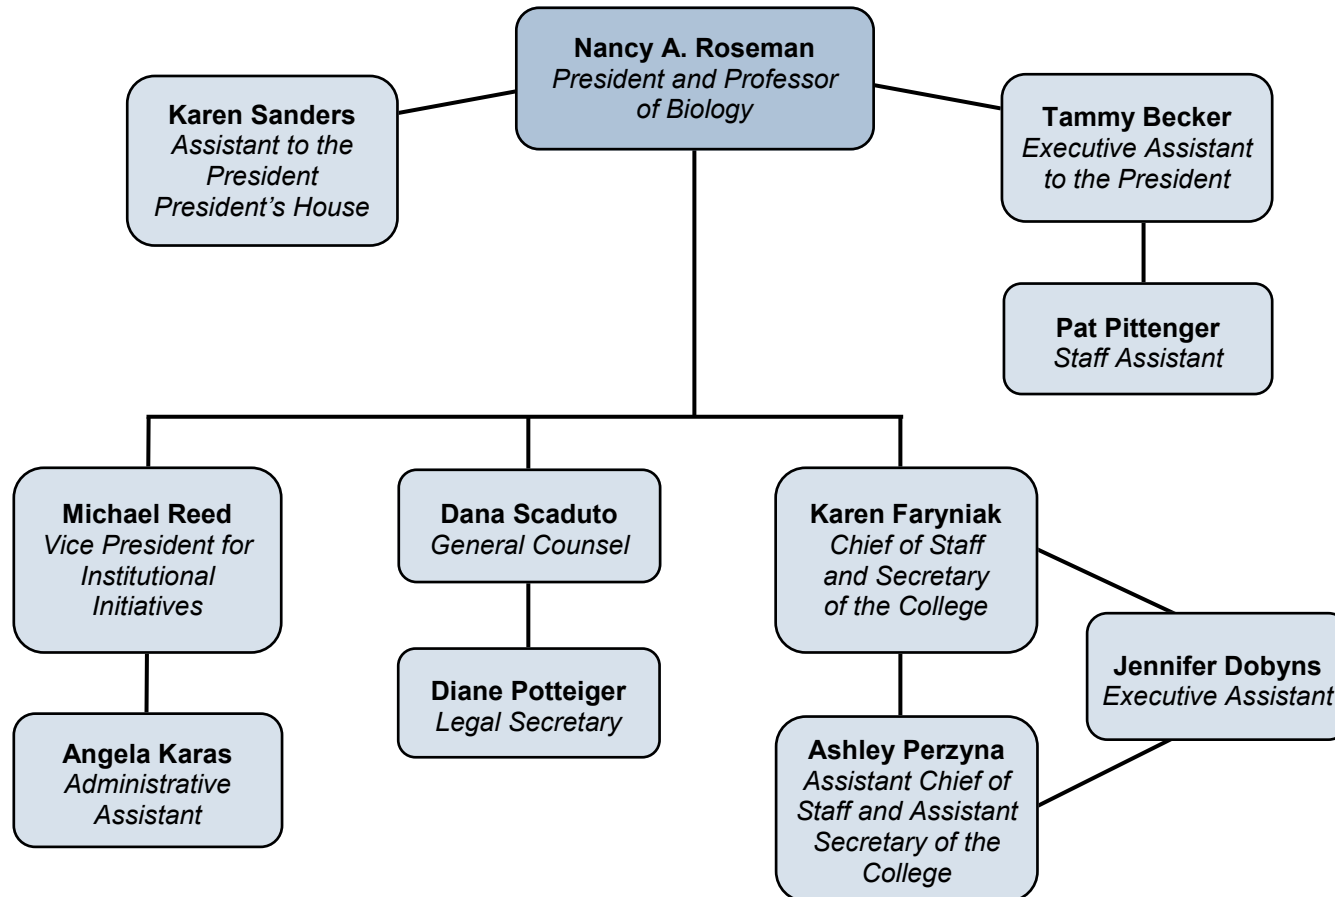 Nancy A. Roseman
President and Professor
of Biology
Karen Sanders
Assistant to the
President
President’s House
Tammy Becker
Executive Assistant
to the President
Pat Pittenger
Staff Assistant
Michael Reed
Vice President for
Institutional
Initiatives
Dana Scaduto
General Counsel
Karen Faryniak
Chief of Staff
and Secretary
of the College
Jennifer Dobyns
Executive Assistant
Diane Potteiger
Legal Secretary
Angela Karas
Administrative
Assistant
Ashley Perzyna
Assistant Chief of
Staff and Assistant
Secretary of the
College